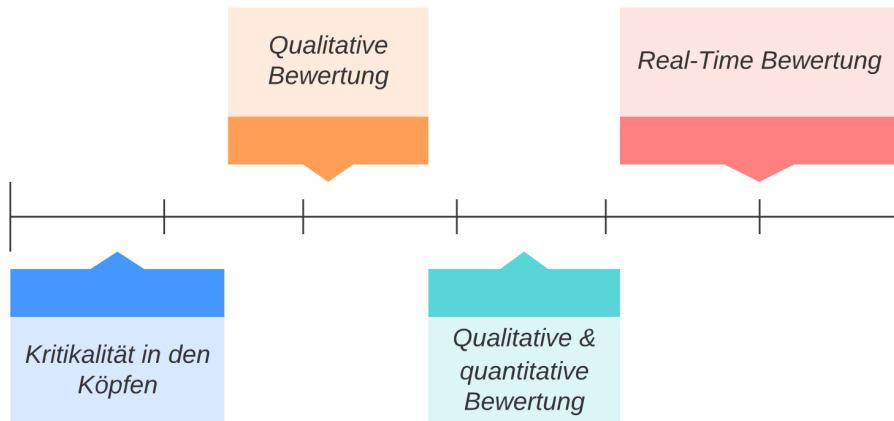 Qualitative
Bewertung
Real-Time Bewertung
Kritikalität in den
Köpfen
Qualitative &
quantitative
Bewertung